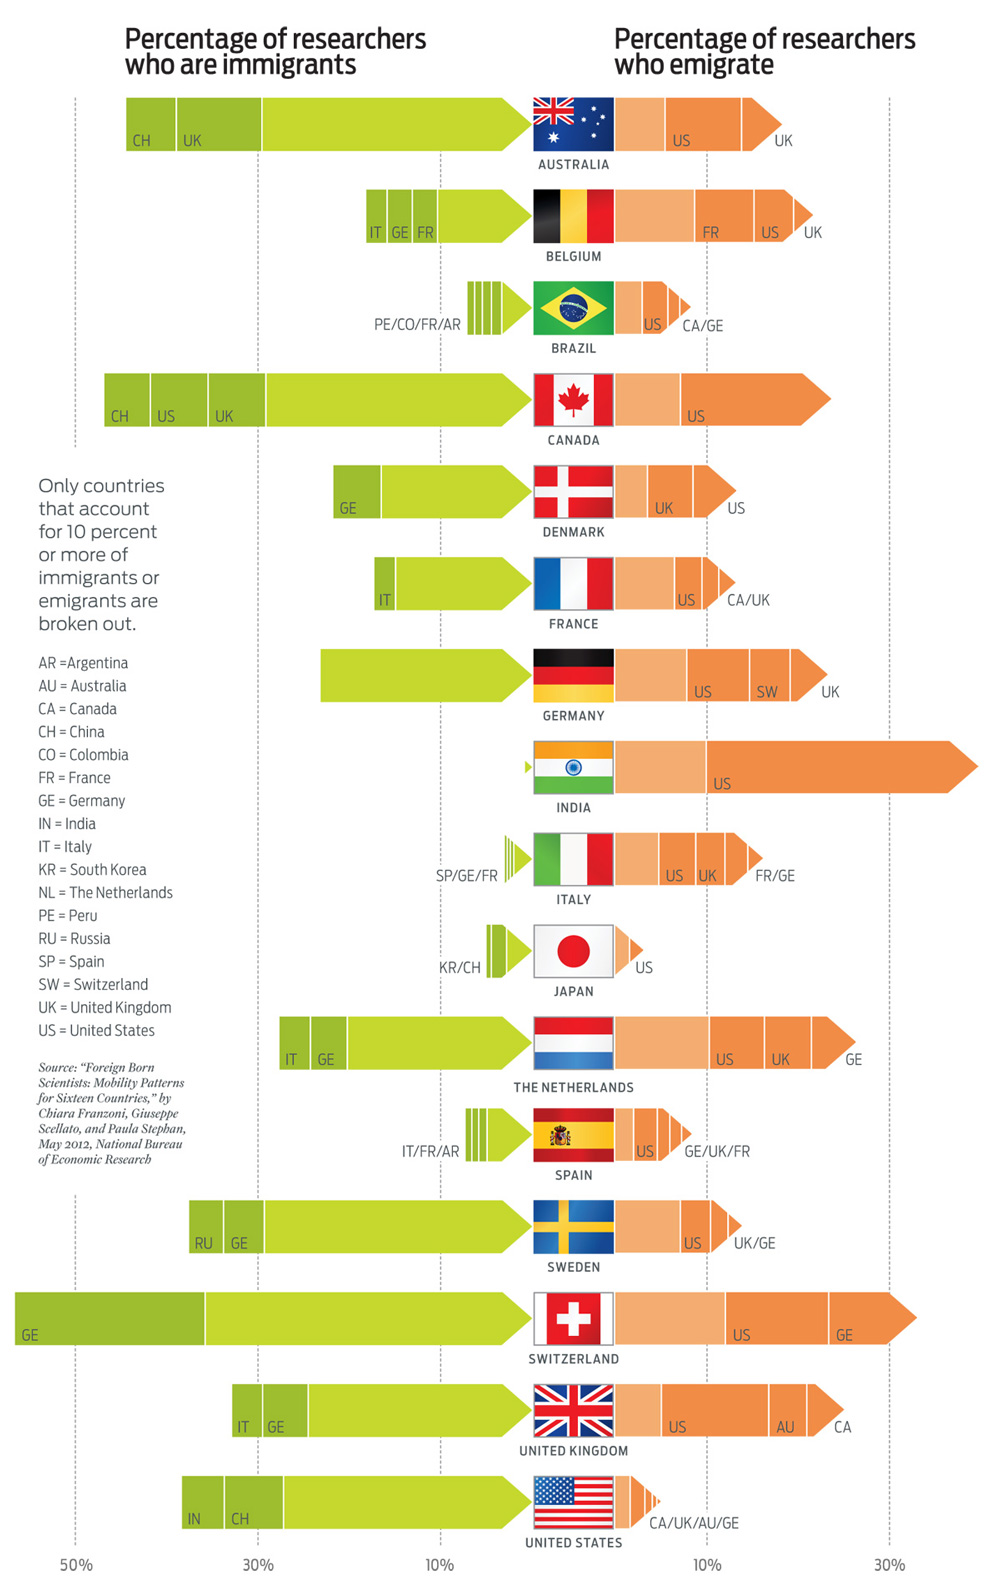 Percentage of researchers
who are immigrants
Percentage of researchers
who emigrate
CH UK
US UK
AUSTRALIA
IT GE FR
FR US UK
BELGIUM
PE/CO/FR/AR
US CA/GE
BRAZIL
CH US UK
US
CANADA
GE
UK US
DENMARK
IT
US CA/UK
FRANCE
US SW UK
GERMANY
US
INDIA
SP/GE/FR
US UK FR/GE
ITALY
KR/CH
US
JAPAN
IT GE
US UK GE
THE NETHERLANDS
IT/FR/AR
US GE/UK/FR
SPAIN
RU GE
US UK/GE
SWEDEN
GE
US GE
SWITZERLAND
IT GE
US AU CA
UNITED KINGDOM
IN CH
CA/UK/AU/GE
UNITED STATES
50% 30% 10% 10% 30%
Only countries
that account
for 10 percent
or more of
immigrants or
emigrants are
broken out.
AR =Argentina
AU = Australia
CA = Canada
CH = China
CO = Colombia
FR = France
GE = Germany
IN = India
IT = Italy
KR = South Korea
NL = The Netherlands
PE = Peru
RU = Russia
SP = Spain
SW = Switzerland
UK = United Kingdom
US = United States
Source: “Foreign Born
Scientists: Mobility Patterns
for Sixteen Countries,” by
Chiara Franzoni, Giuseppe
Scellato, and Paula Stephan,
May 2012, National Bureau
of Economic Research